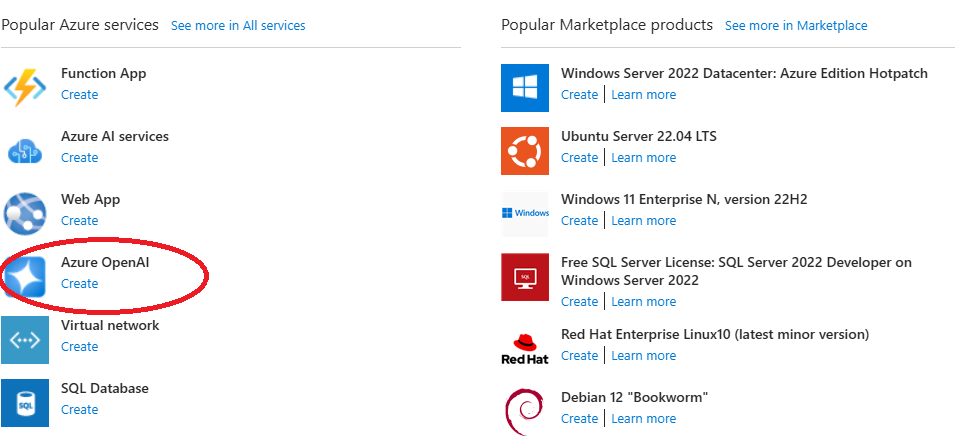 Popular Azure services See more in All services
Function App
Create
Azure AI services
Create
Web App
Create
Azure OpenAI
Create
Virtual network
Create
SQL
SQL Database
Create
Popular Marketplace products See more in Marketplace
Windows Server 2022 Datacenter: Azure Edition Hotpatch
Create | Learn more
Ubuntu Server 22.04 LTS
Create | Learn more
Windows
Windows 11 Enterprise N, version 22H2
Create | Learn more
SQL
Free SQL Server License: SQL Server 2022 Developer on
Windows Server 2022
Create | Learn more
Red Hat
Red Hat Enterprise Linux10 (latest minor version)
Create | Learn more
Debian 12 "Bookworm"
Create | Learn more